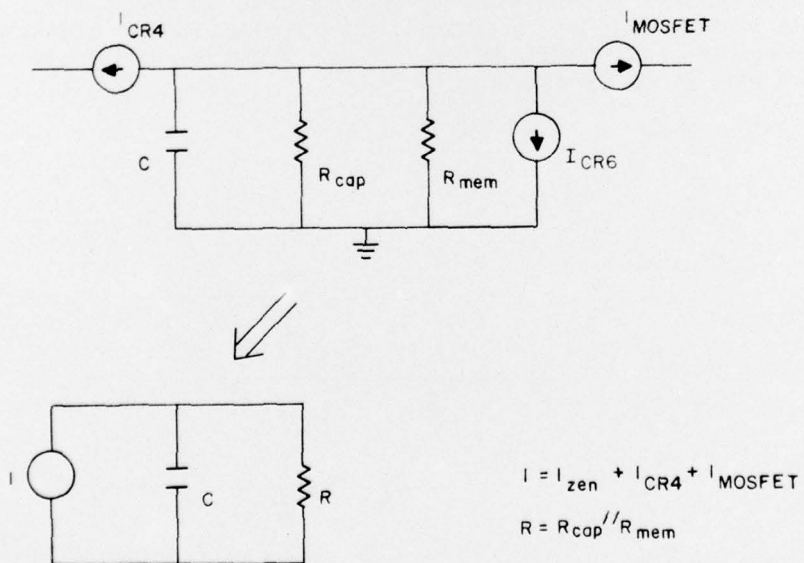 I CR4
I MOSFET
C
R cap
R mem
I CR6
I
C
R
I = I zen + I CR4 + I MOSFET
R = R cap // R mem